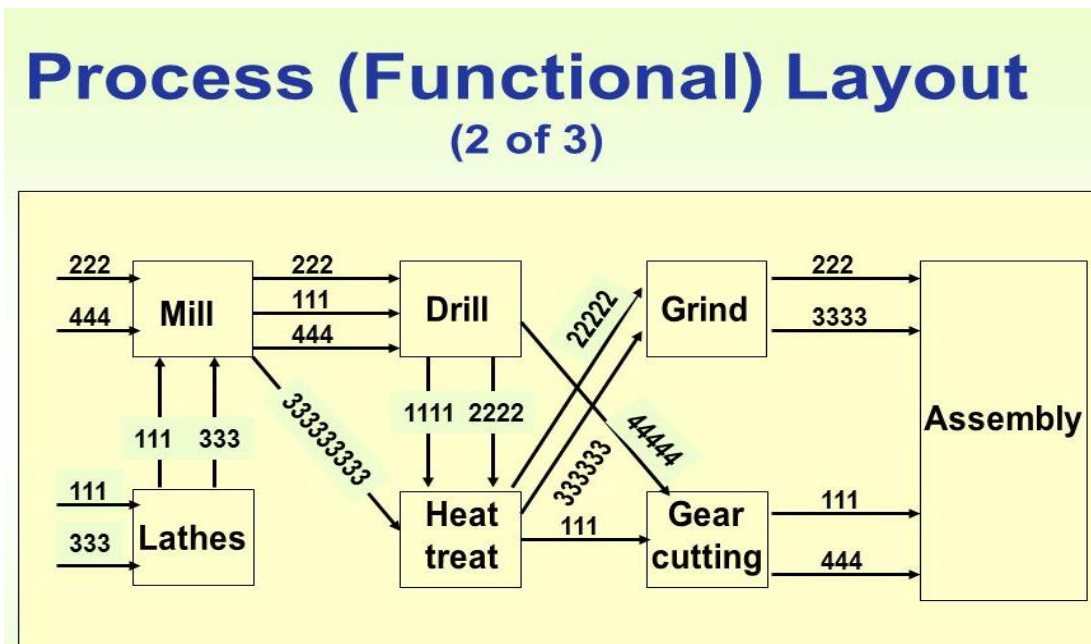 Process (Functional) Layout
(2 of 3)
222
444
Mill
222
111
444
Drill
22222
Grind
222
3333
111
333
333333333
1111
2222
44444
Assembly
111
333
Lathes
Heat
treat
333333
111
Gear
cutting
111
444